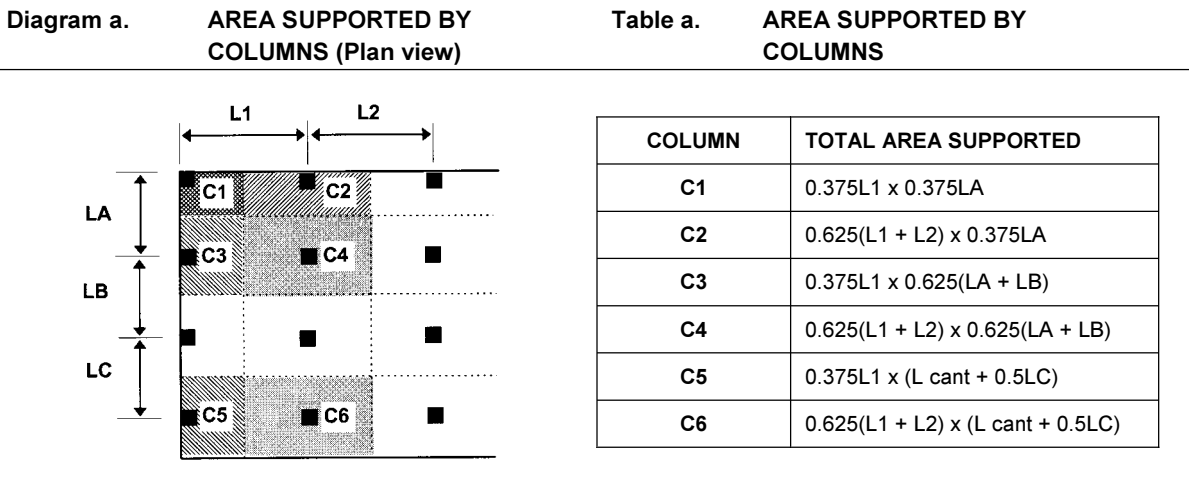 Diagram a. AREA SUPPORTED BY
COLUMNS (Plan view)
Table a. AREA SUPPORTED BY
COLUMNS
L1 L2
LA
LB
LC
C1 C2
C3 C4
C5 C6
COLUMN TOTAL AREA SUPPORTED
C1 0.375L1 x 0.375LA
C2 0.625(L1 + L2) x 0.375LA
C3 0.375L1 x 0.625(LA + LB)
C4 0.625(L1 + L2) x 0.625(LA + LB)
C5 0.375L1 x (L cant + 0.5LC)
C6 0.625(L1 + L2) x (L cant + 0.5LC)